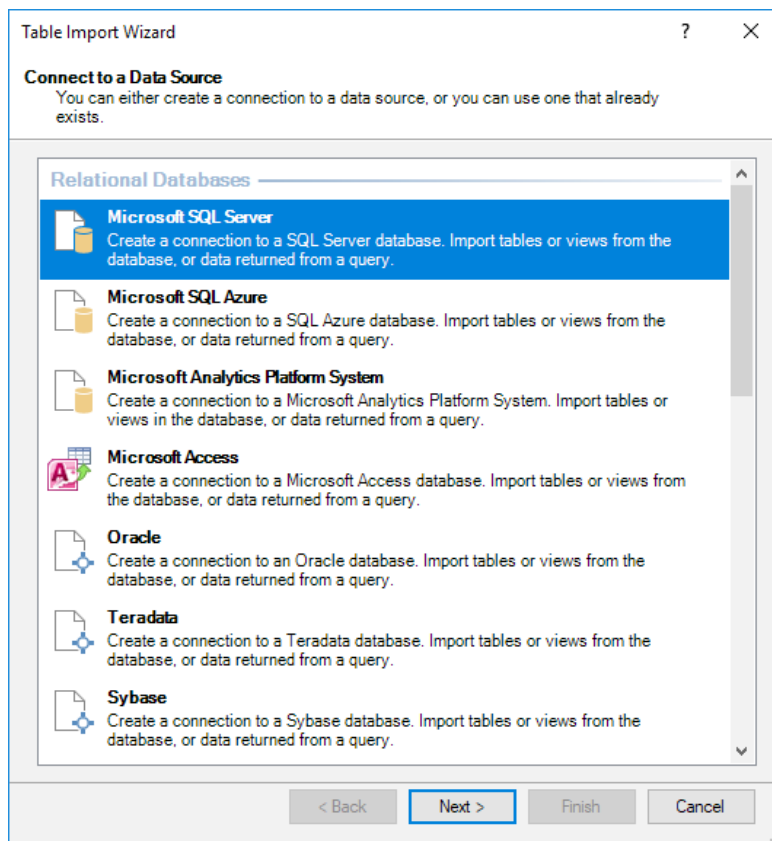 Table Import Wizard
?
Connect to a Data Source
You can either create a connection to a data source, or you can use one that already
exists.
Relational Databases
Microsoft SQL Server
Create a connection to a SQL Server database. Import tables or views from the
database, or data returned from a query.
Microsoft SQL Azure
Create a connection to a SQL Azure database. Import tables or views from the
database, or data returned from a query.
Microsoft Analytics Platform System
Create a connection to a Microsoft Analytics Platform System. Import tables or
views in the database, or data returned from a query.
Microsoft Access
Create a connection to a Microsoft Access database. Import tables or views from
the database, or data returned from a query.
Oracle
Create a connection to an Oracle database. Import tables or views from the
database, or data returned from a query.
Teradata
Create a connection to a Teradata database. Import tables or views from the
database, or data returned from a query.
Sybase
Create a connection to a Sybase database. Import tables or views from the
database, or data returned from a query.
< Back
Next >
Finish
Cancel